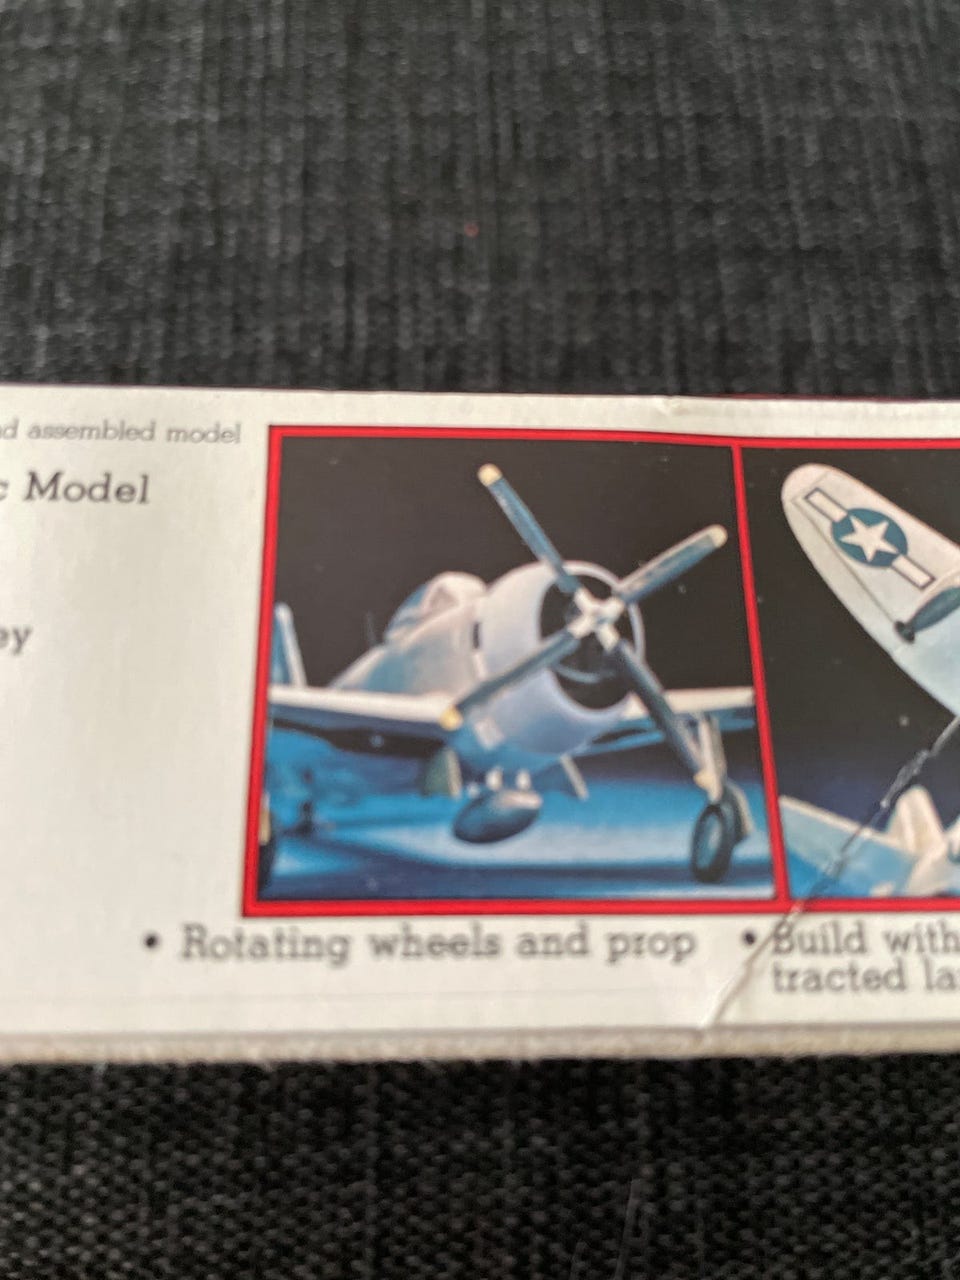 d assembled model
c Model
ey
• Rotating wheels and prop
• Build with
tracted la